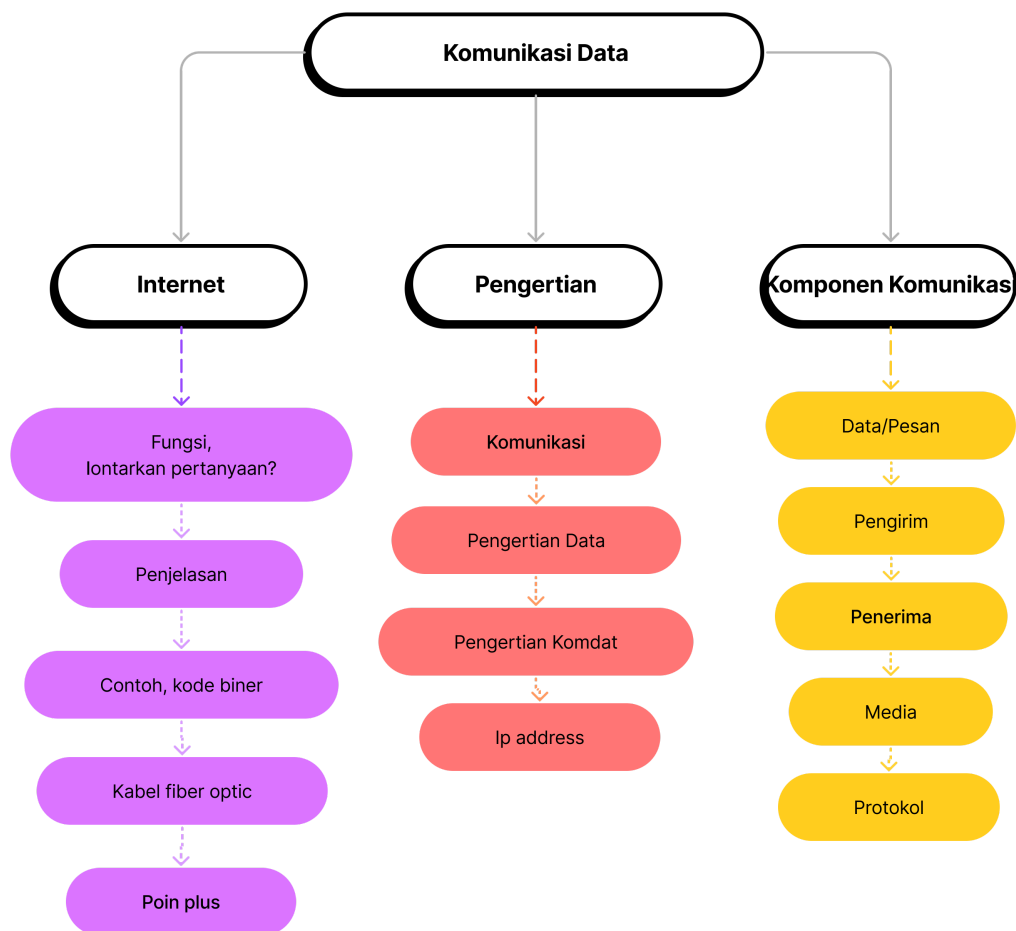 Komunikasi Data
Internet
Pengertian
Komponen Komunikasi
Fungsi,
lontarkan pertanyaan?
Penjelasan
Contoh, kode biner
Kabel fiber optic
Poin plus
Komunikasi
Pengertian Data
Pengertian Komdat
Ip address
Data/Pesan
Pengirim
Penerima
Media
Protokol